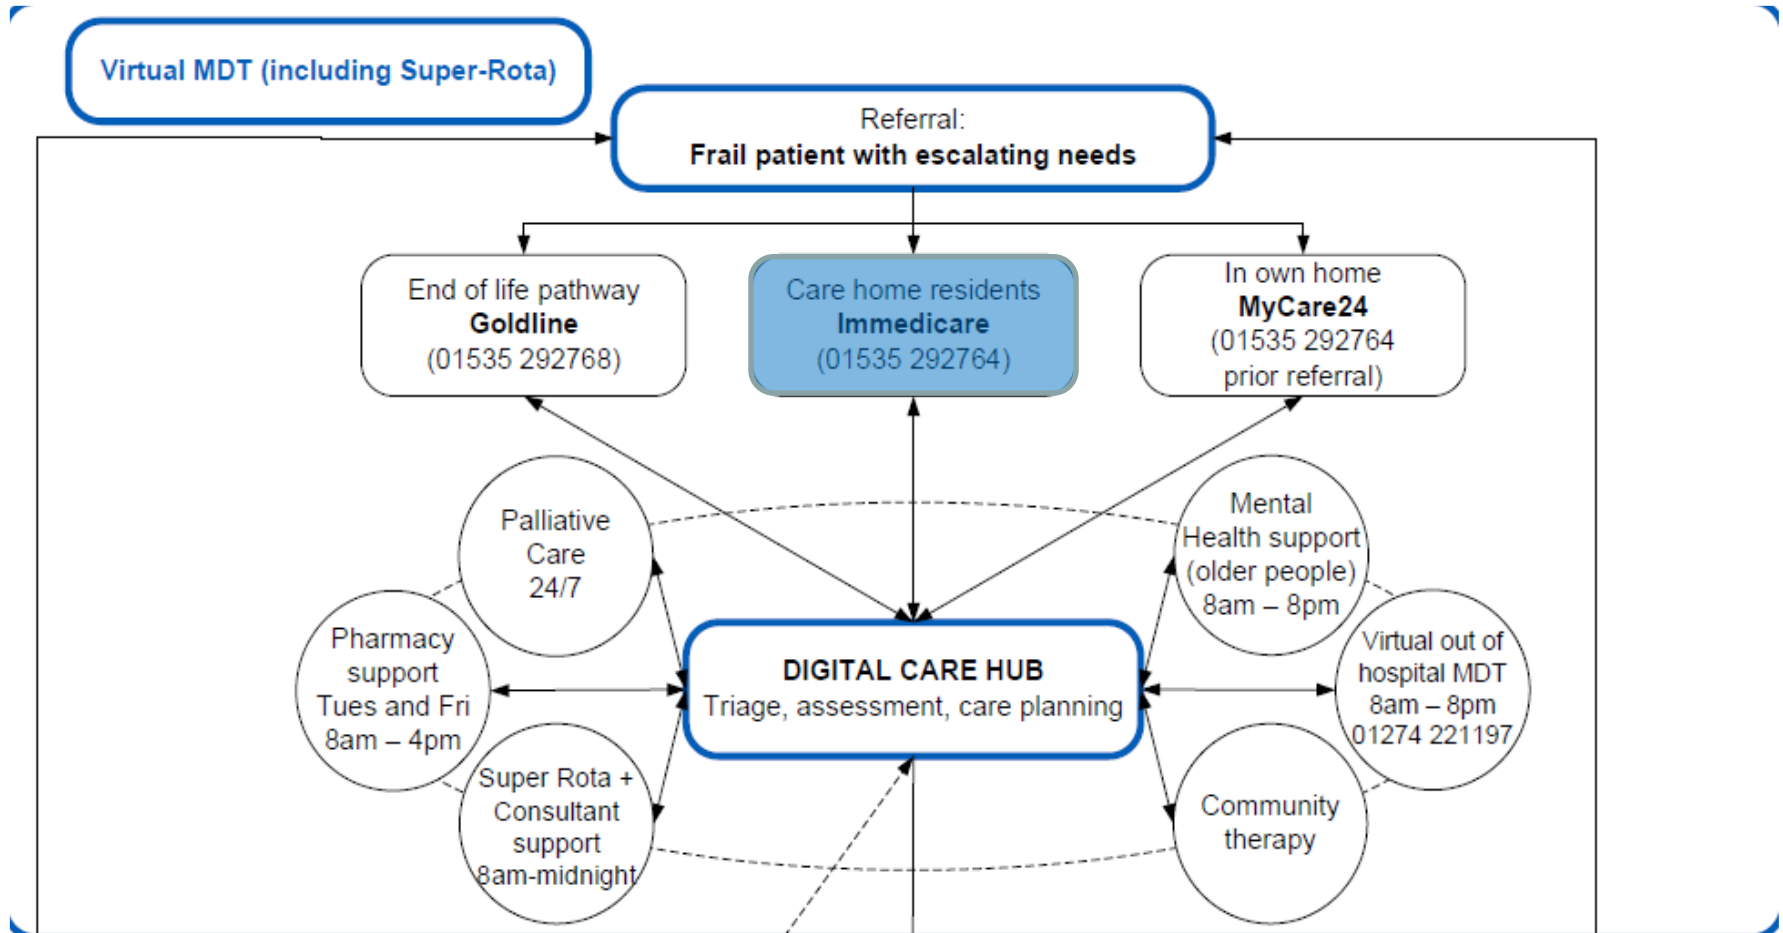 Virtual MDT (including Super-Rota)
Referral:
Frail patient with escalating needs
End of life pathway
Goldline
(01535 292768)
Care home residents
Immedicare
(01535 292764)
In own home
MyCare24
(01535 292764
prior referral)
Palliative
Care
24/7
Mental
Health support
(older people)
8am – 8pm
Pharmacy
support
Tues and Fri
8am – 4pm
DIGITAL CARE HUB
Triage, assessment, care planning
Virtual out of
hospital MDT
8am – 8pm
01274 221197
Super Rota +
Consultant
support
8am-midnight
Community
therapy